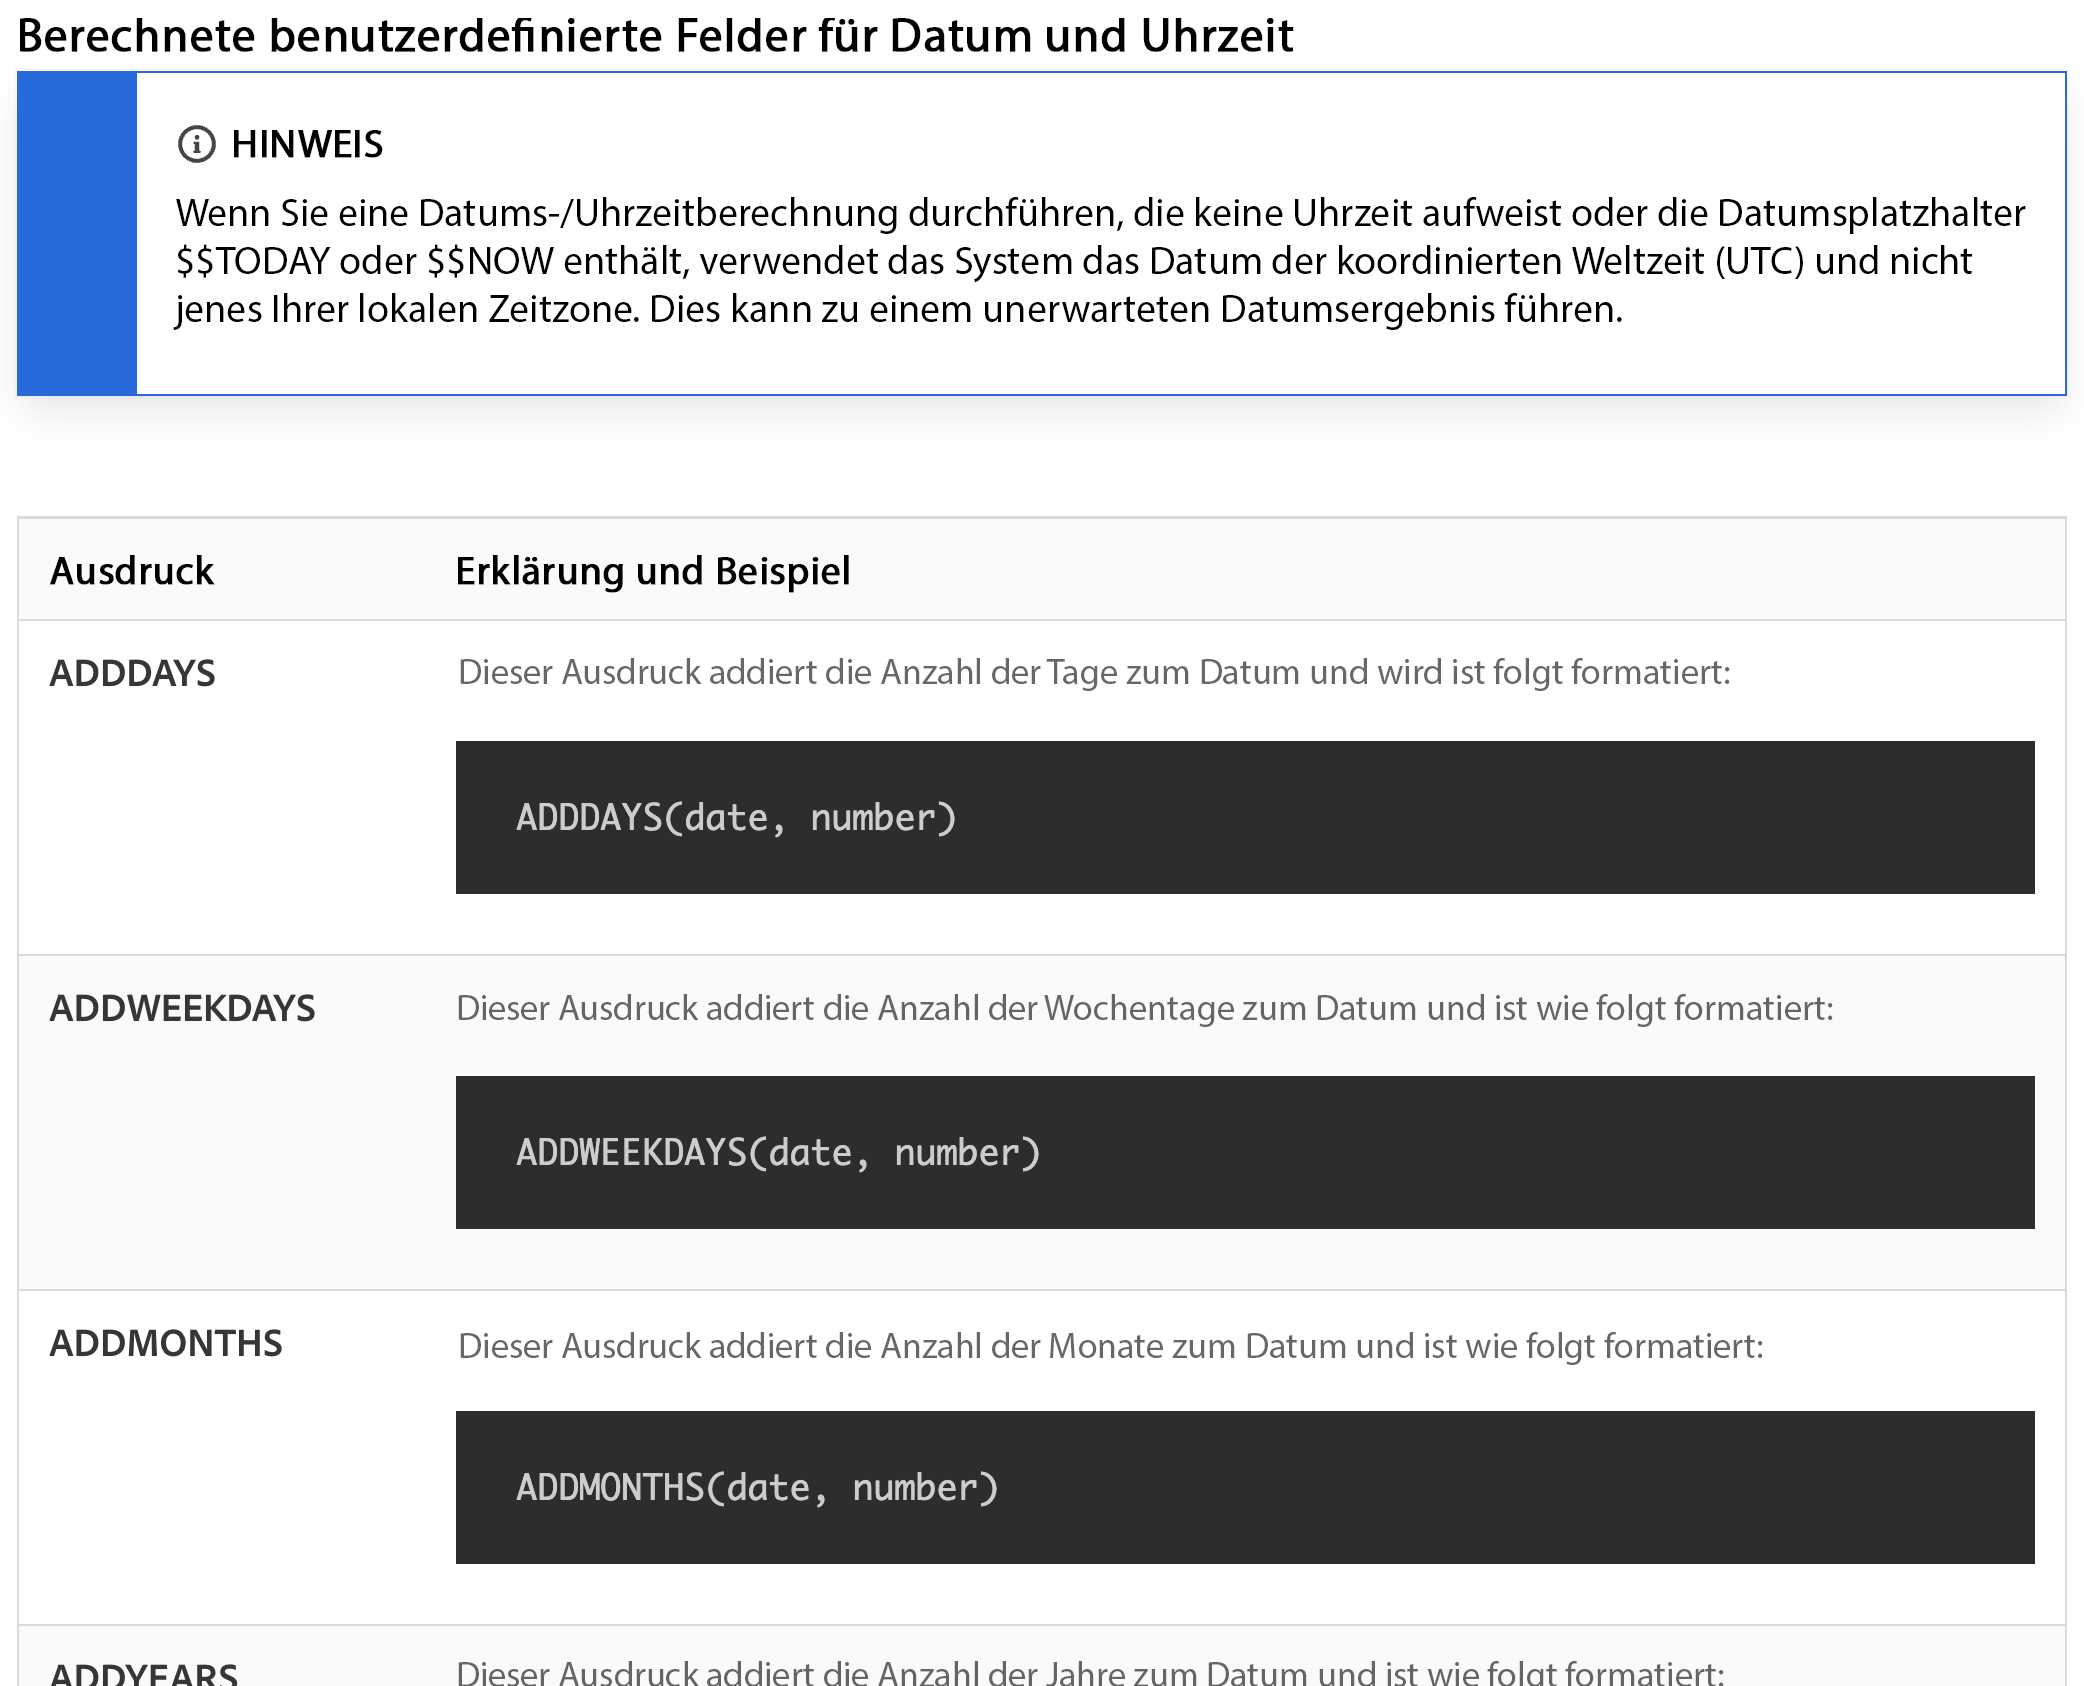 Berechnete benutzerdefinierte Felder für Datum und Uhrzeit
HINWEIS
Wenn Sie eine Datums-/Uhrzeitberechnung durchführen, die keine Uhrzeit aufweist oder die Datumsplatzhalter
$$TODAY oder $$NOW enthält, verwendet das System das Datum der koordinierten Weltzeit (UTC) und nicht
jenes Ihrer lokalen Zeitzone. Dies kann zu einem unerwarteten Datumsergebnis führen.
Ausdruck Erklärung und Beispiel
ADDDAYS Dieser Ausdruck addiert die Anzahl der Tage zum Datum und wird ist folgt formatiert:
ADDDAYS(date, number)
ADDWEEKDAYS Dieser Ausdruck addiert die Anzahl der Wochentage zum Datum und ist wie folgt formatiert:
ADDWEEKDAYS(date, number)
ADDMONTHS Dieser Ausdruck addiert die Anzahl der Monate zum Datum und ist wie folgt formatiert:
ADDMONTHS(date, number)
ADDYEARS Dieser Ausdruck addiert die Anzahl der Jahre zum Datum und ist wie folgt formatiert: